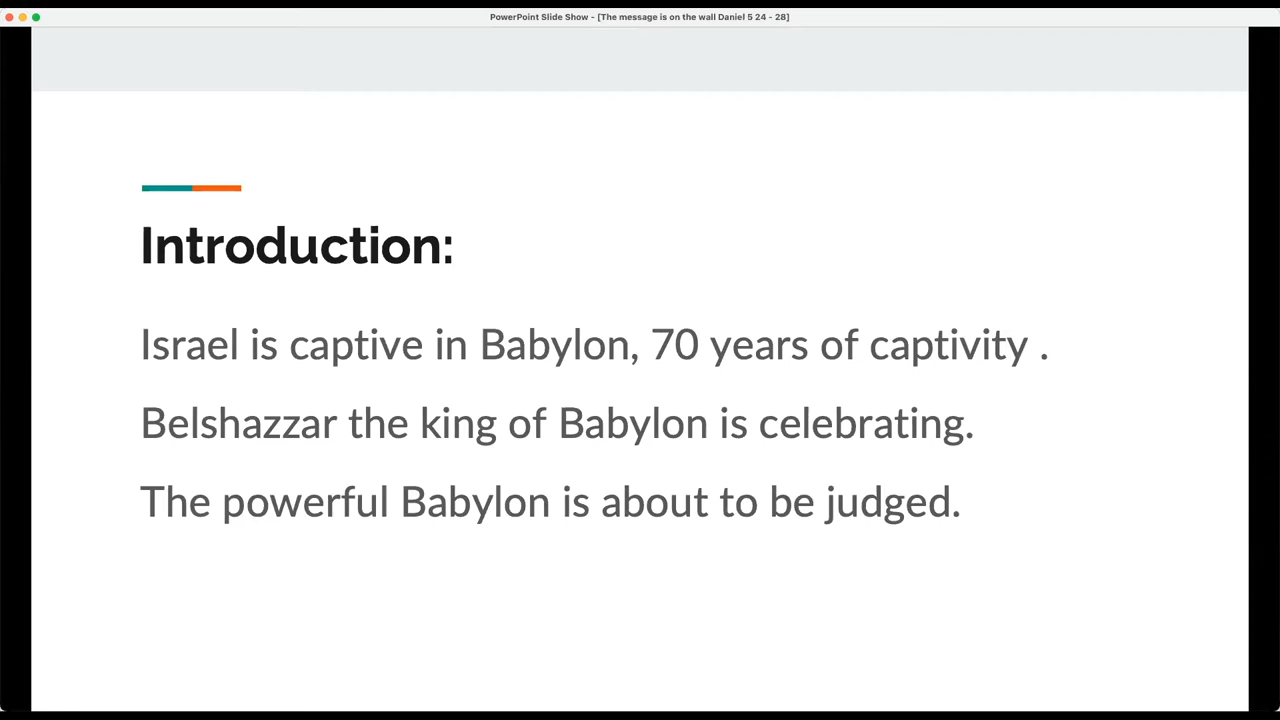 PowerPoint Slide Show - [The message is on the wall Daniel 5 24 - 28]
Introduction:
Israel is captive in Babylon, 70 years of captivity .
Belshazzar the king of Babylon is celebrating.
The powerful Babylon is about to be judged.